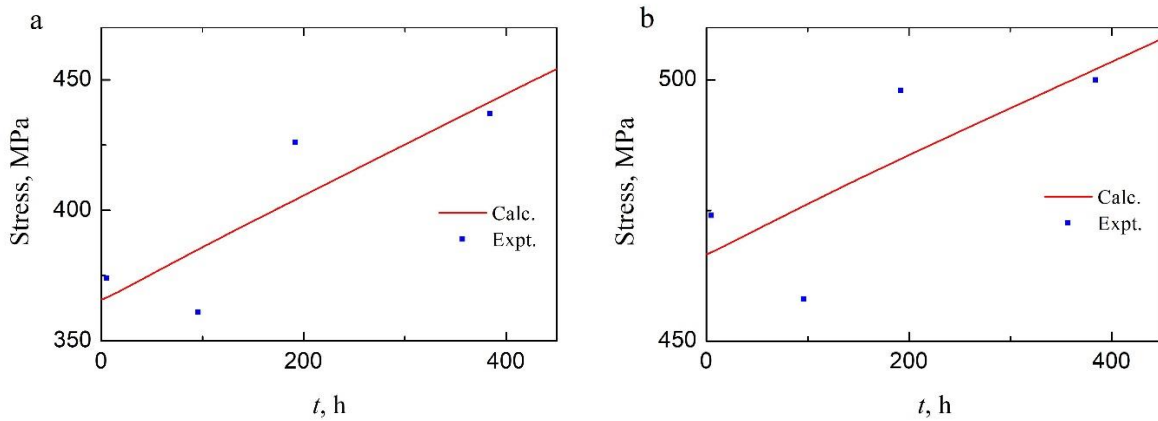 a
450
400
350
0
200
400
Stress, MPa
t, h
Calc.
Expt.
b
500
450
0
200
400
Stress, MPa
t, h
Calc.
Expt.